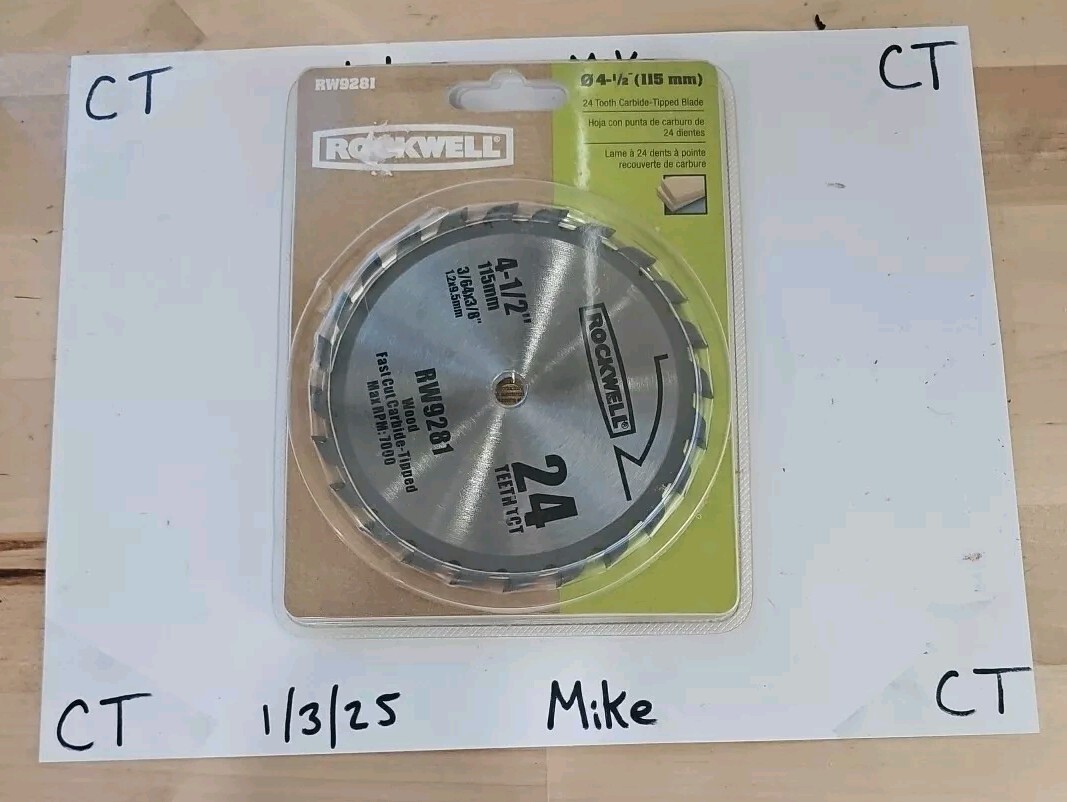 CT
CT
RW9281
Ø 4-1/2" (115 mm)
24 Tooth Carbide-Tipped Blade
Hoja con punta de carburo de
24 dientes
Lame à 24 dents à pointe
recouverte de carbure
ROCKWELL®
4-1/2"
115mm
3/64x3/8"
1.2x9.5mm
ROCKWELL®
RW9281
Wood
Fast Cut Carbide-Tipped
Max RPM:7000
24
TEETH TCT
CT
1/3/25
Mike
CT